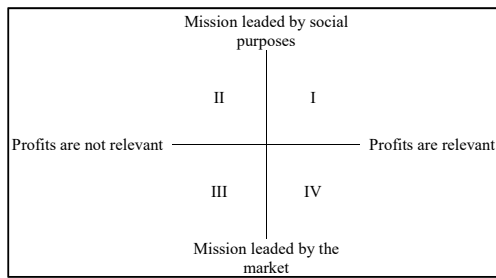 Mission leaded by social
purposes
II
I
Profits are not relevant
Profits are relevant
III
IV
Mission leaded by the
market